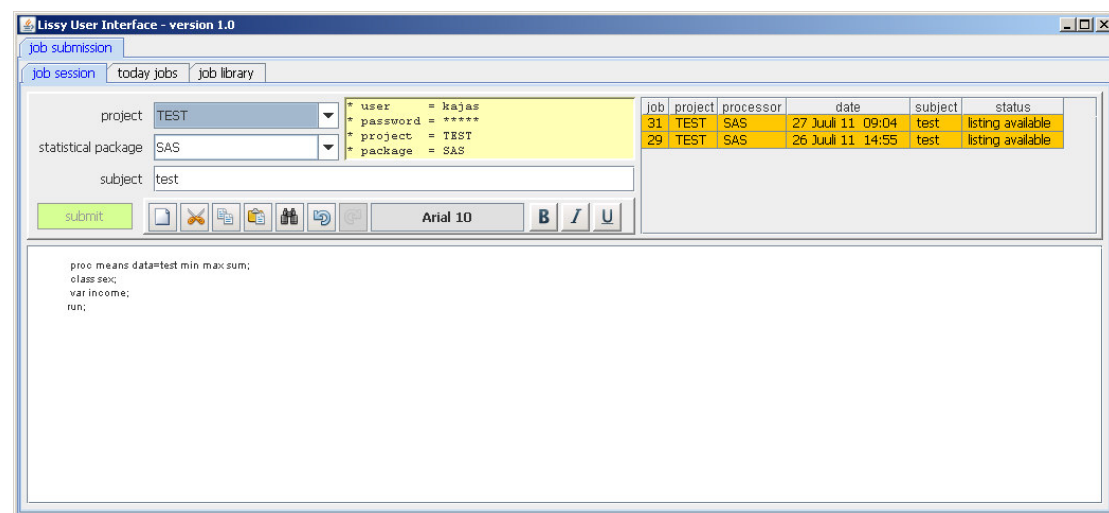 Lissy User Interface - version 1.0
job submission
job session today jobs job library
project TEST
statistical package SAS
subject test
* user = kajas
* password = *****
* project = TEST
* package = SAS
submit
Arial 10 B I U
job project processor date subject status
31 TEST SAS 27 Juuli 11 09:04 test listing available
29 TEST SAS 26 Juuli 11 14:55 test listing available
proc means data=test min max sum;
class sex;
var income;
run;